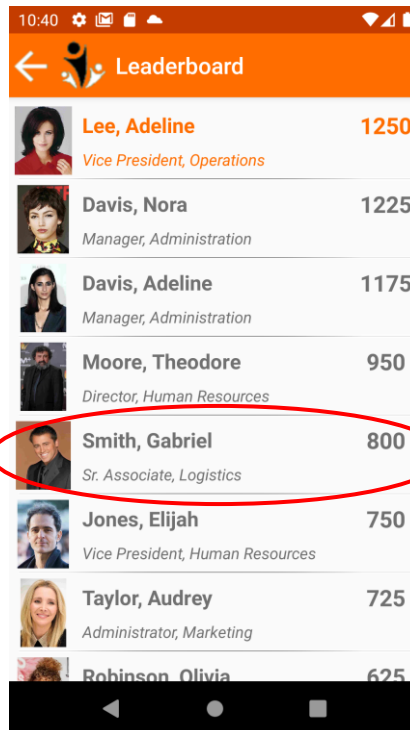 10:40
Leaderboard
Lee, Adeline 1250
Vice President, Operations
Davis, Nora 1225
Manager, Administration
Davis, Adeline 1175
Manager, Administration
Moore, Theodore 950
Director, Human Resources
Smith, Gabriel 800
Sr. Associate, Logistics
Jones, Elijah 750
Vice President, Human Resources
Taylor, Audrey 725
Administrator, Marketing
Robinson, Olivia 625